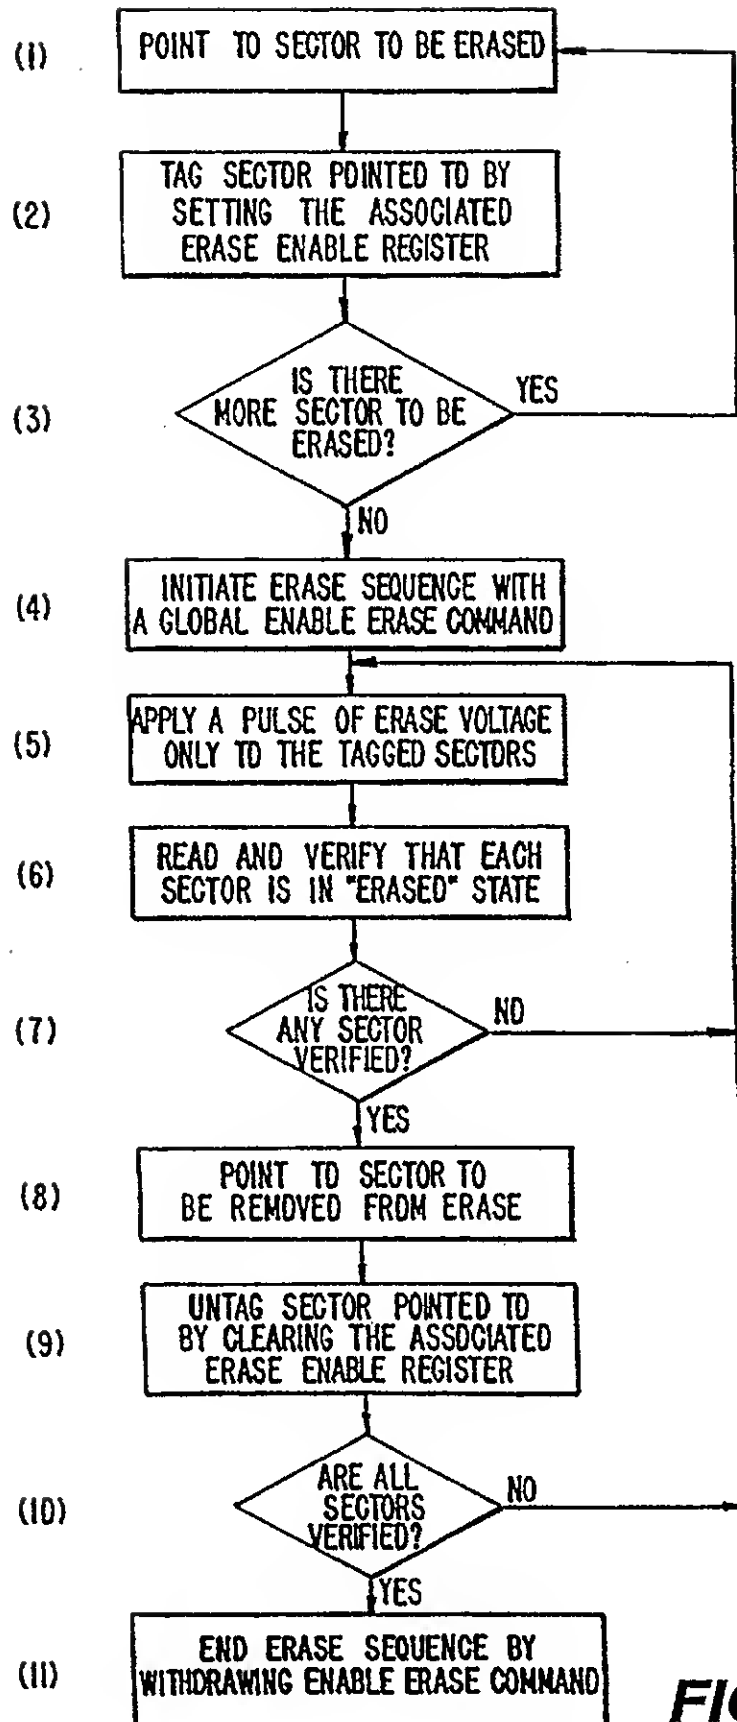 (1)
POINT TO SECTOR TO BE ERASED
(2)
TAG SECTOR POINTED TO BY
SETTING THE ASSOCIATED
ERASE ENABLE REGISTER
(3)
IS THERE
MORE SECTOR TO BE
ERASED?
YES
NO
(4)
INITIATE ERASE SEQUENCE WITH
A GLOBAL ENABLE ERASE COMMAND
(5)
APPLY A PULSE OF ERASE VOLTAGE
ONLY TO THE TAGGED SECTORS
(6)
READ AND VERIFY THAT EACH
SECTOR IS IN "ERASED" STATE
(7)
IS THERE
ANY SECTOR
VERIFIED?
NO
YES
(8)
POINT TO SECTOR TO
BE REMOVED FROM ERASE
(9)
UNTAG SECTOR POINTED TO
BY CLEARING THE ASSOCIATED
ERASE ENABLE REGISTER
(10)
ARE ALL
SECTORS
VERIFIED?
NO
YES
(11)
END ERASE SEQUENCE BY
WITHDRAWING ENABLE ERASE COMMAND